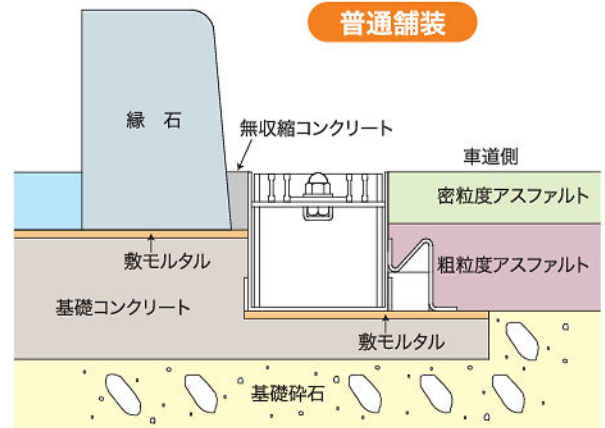 普通舗装
縁 石
無収縮コンクリート
車道側
密粒度アスファルト
敷モルタル
粗粒度アスファルト
基礎コンクリート
敷モルタル
基礎砕石